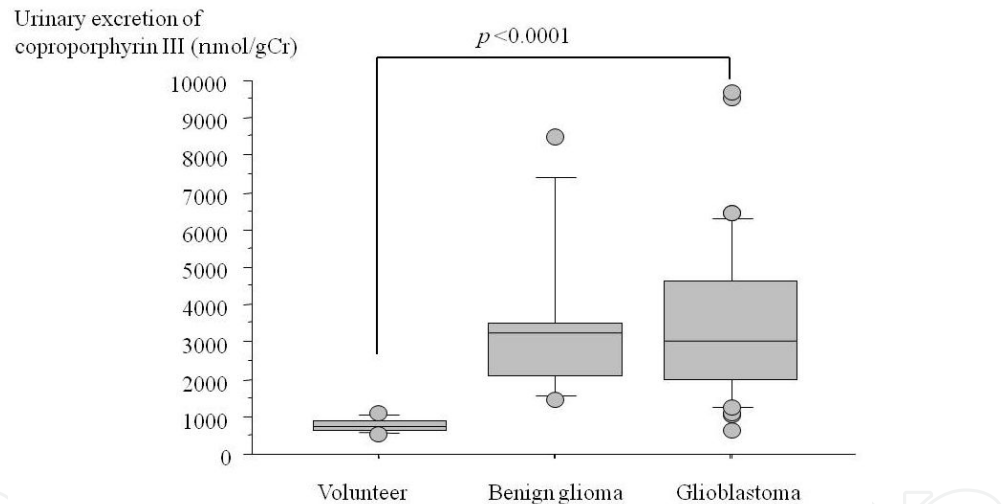 Urinary excretion of
coproporphyrin III (nmol/gCr)
p<0.0001
10000
9000
8000
7000
6000
5000
4000
3000
2000
1000
0
Volunteer Benign glioma Glioblastoma